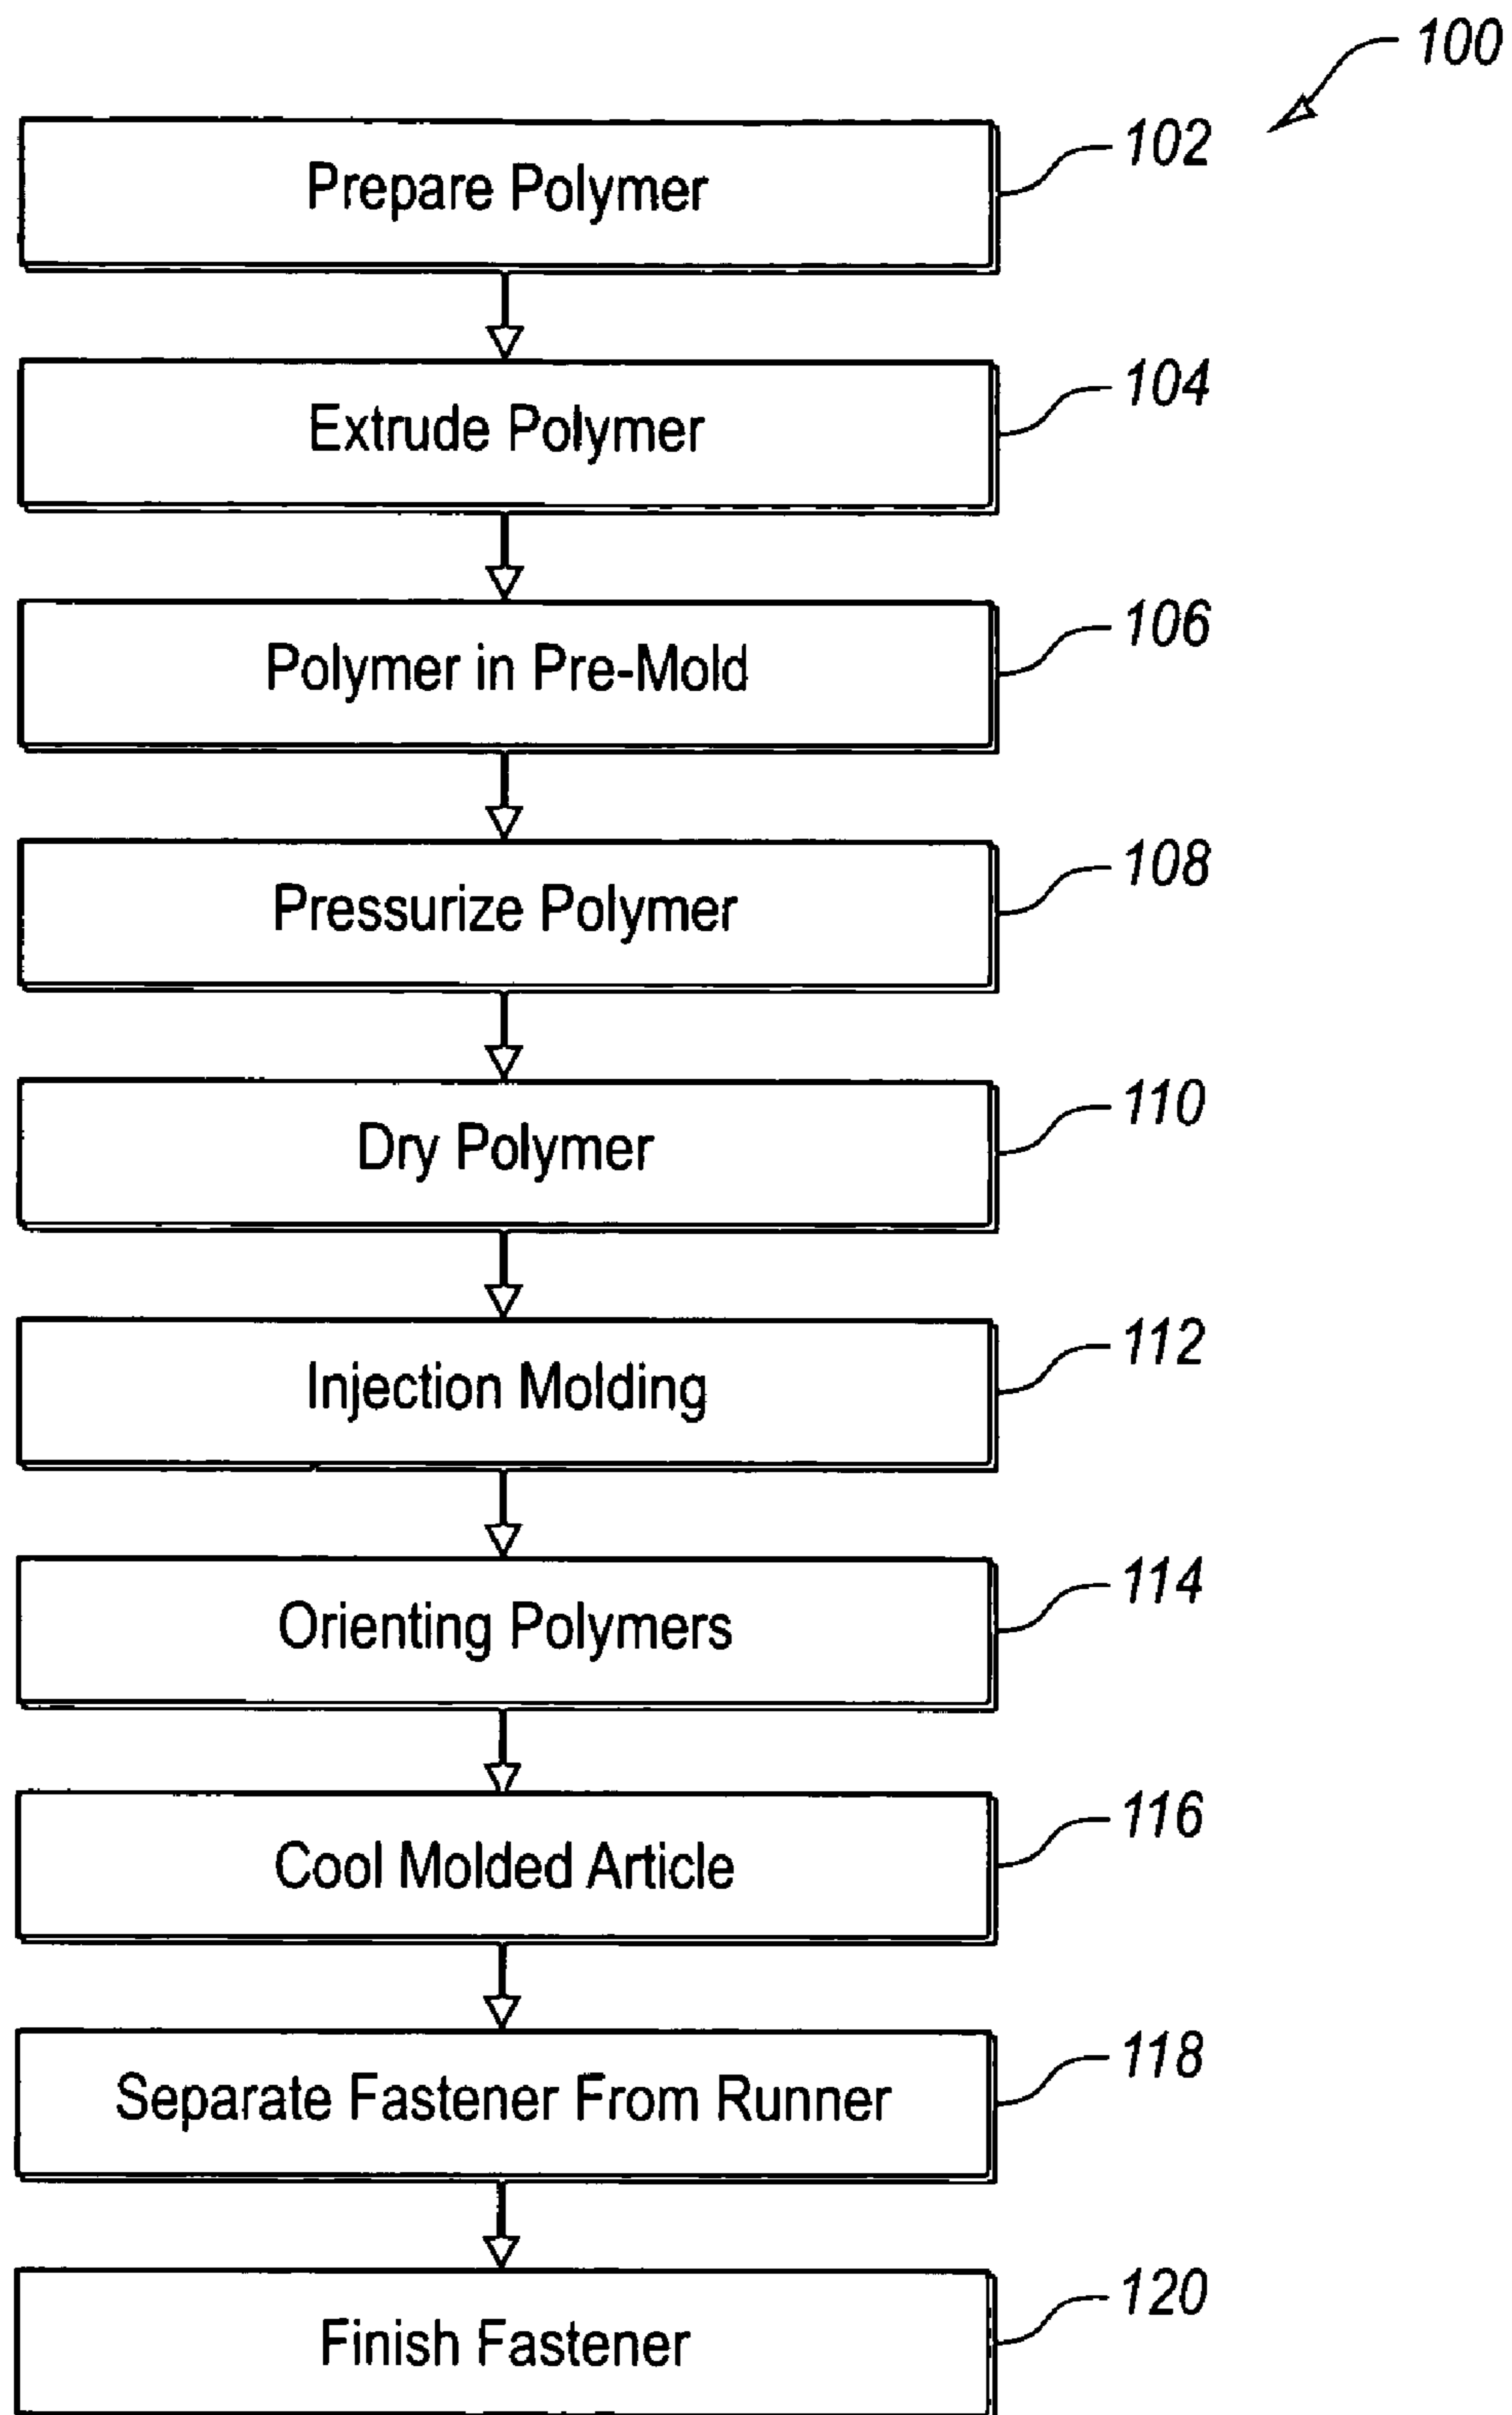 100
Prepare Polymer
102
Extrude Polymer
104
Polymer in Pre-Mold
106
Pressurize Polymer
108
Dry Polymer
110
Injection Molding
112
Orienting Polymers
114
Cool Molded Article
116
Separate Fastener From Runner
118
Finish Fastener
120